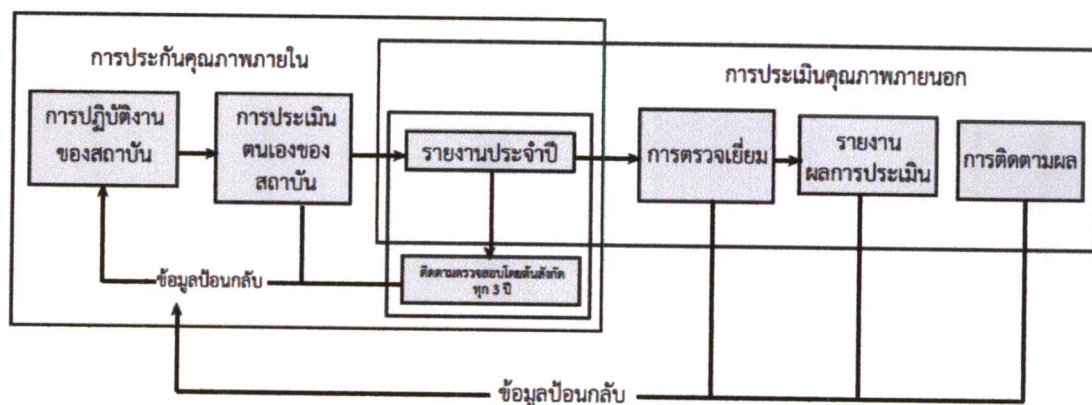 การประกันคุณภาพภายใน
การประเมินคุณภาพภายนอก
การปฏิบัติงาน
ของสถาบัน
การประเมิน
ตนเองของ
สถาบัน
รายงานประจำปี
การตรวจเยี่ยม
รายงาน
ผลการประเมิน
การติดตามผล
ติดตามตรวจสอบโดยต้นสังกัด
ทุก 3 ปี
ข้อมูลป้อนกลับ
ข้อมูลป้อนกลับ